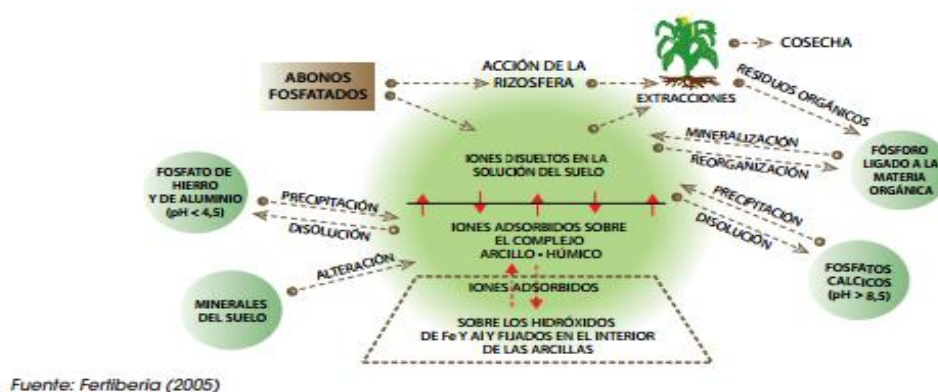 ABONOS
FOSFATADOS
ACCIÓN DE LA
RIZOSFERA
COSECHA
EXTRACCIONES
RESIDUOS ORGÁNICOS
MINERALIZACIÓN
REORGANIZACIÓN
FÓSFORO
LIGADO A LA
MATERIA
ORGÁNICA
IONES DISUELTOS EN LA
SOLUCIÓN DEL SUELO
FOSFATO DE
HIERRO
Y DE ALUMINIO
(pH < 4,5)
PRECIPITACIÓN
DISOLUCIÓN
PRECIPITACIÓN
DISOLUCIÓN
IONES ADSORBIDOS SOBRE
EL COMPLEJO
ARCILLO - HÚMICO
FOSFATOS
CALCICOS
(pH > 8,5)
ALTERACIÓN
MINERALES
DEL SUELO
IONES ADSORBIDOS
SOBRE LOS HIDRÓXIDOS
DE Fe Y Al Y FIJADOS EN EL INTERIOR
DE LAS ARCILLAS
Fuente: Fertiberia (2005)